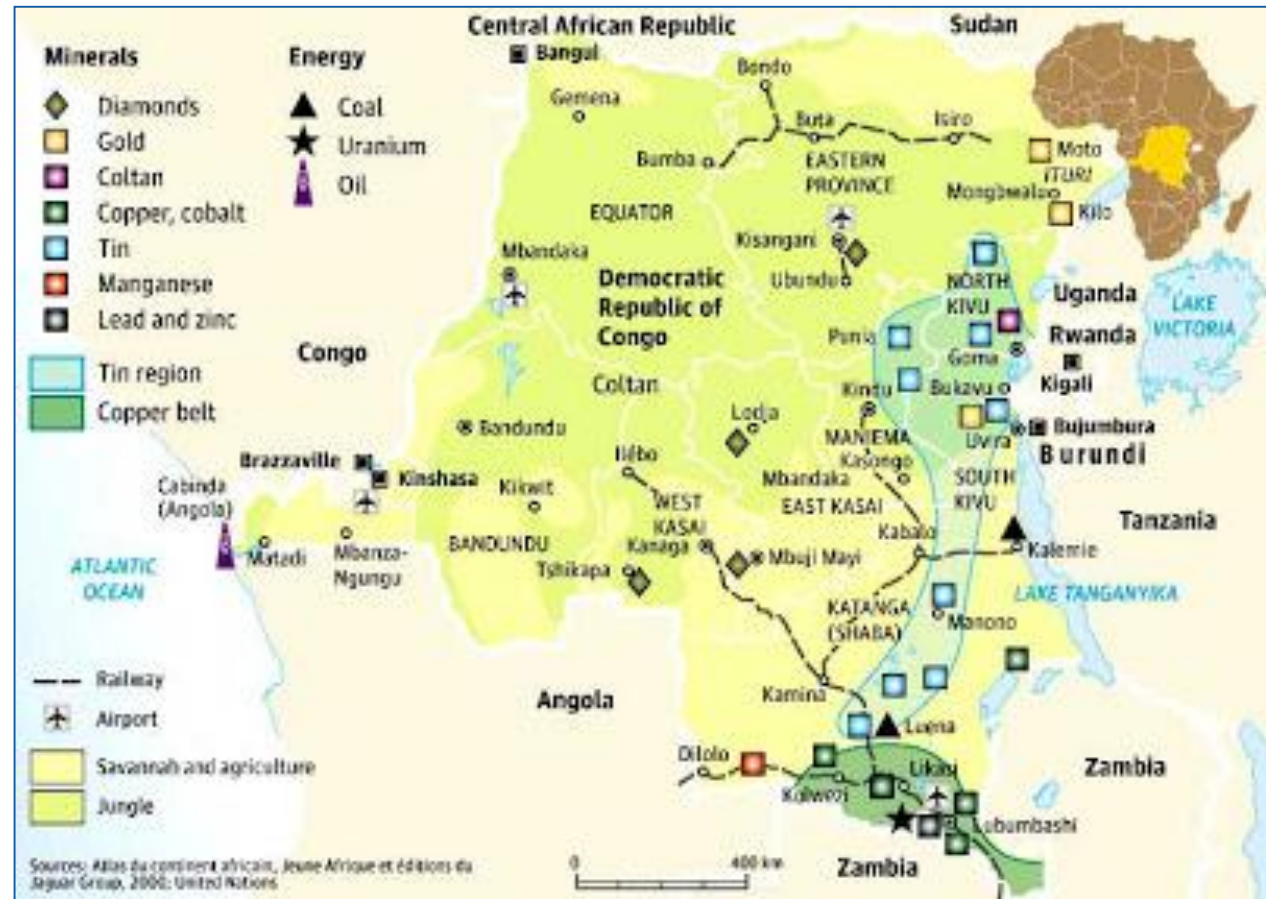 Central African Republic
Sudan
Minerals
Energy
Bangul
Bondo
Diamonds
Coal
Gemena
Gold
Uranium
Buta
Isiro
Moto
Coltan
Oil
Bumba
EASTERN
PROVINCE
ITURI
Mongbwalu
Copper, cobalt
EQUATOR
Kilo
Tin
Mbandaka
Kisangani
Manganese
Democratic
Republic of
Congo
Ubundu
NORTH
KIVU
Uganda
LAKE
VICTORIA
Lead and zinc
Congo
Punia
Rwanda
Goma
Tin region
Coltan
Kindu
Bukavu
Kigali
Copper belt
Bandundu
Lodja
MANIEMA
Uvira
Bujumbura
Burundi
Brazzaville
Kinshasa
Ilébo
Kasongo
Cabinda
(Angola)
Kikwit
Mbandaka
SOUTH
KIVU
WEST
KASAI
EAST KASAI
Tanzania
Matadi
Mbanza-
Ngungu
BANDUNDU
Kanaga
Kabalo
Kalemie
ATLANTIC
OCEAN
Tshikapa
Mbuji Mayi
LAKE TANGANYIKA
KATANGA
(SHABA)
Manono
Railway
Airport
Angola
Kamina
Luena
Savannah and agriculture
Dilolo
Likasi
Zambia
Jungle
Kolwezi
Lubumbashi
Sources: Atlas du continent africain, Jeune Afrique et éditions du
Jaguar Group, 2000; United Nations
0
400 km
Zambia